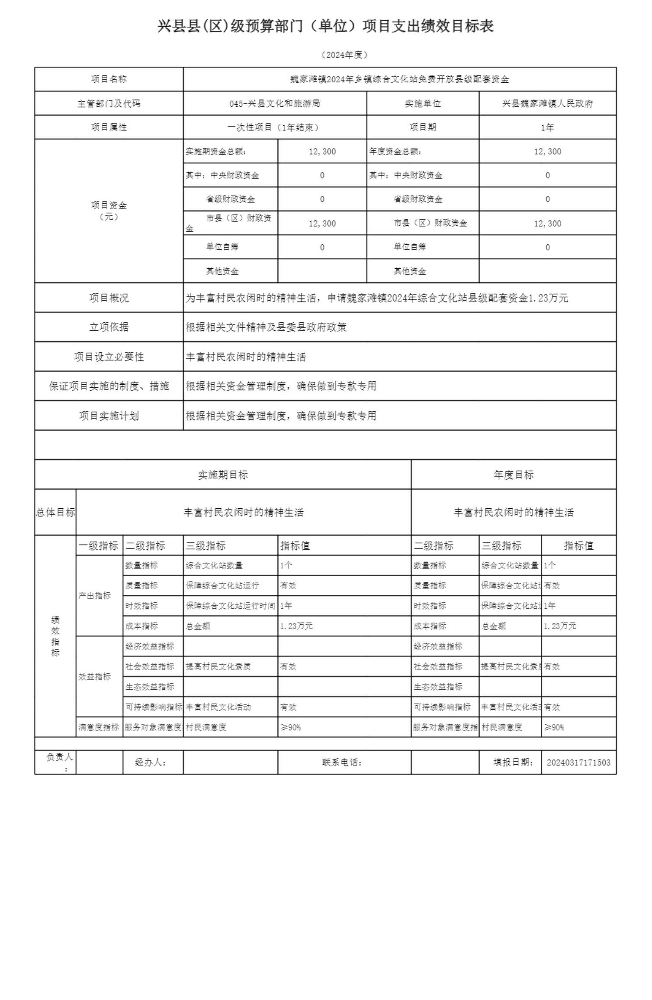 兴县县(区)级预算部门（单位）项目支出绩效目标表
（2024年度）
项目名称 魏家滩镇2024年乡镇综合文化站免费开放县级配套资金
主管部门及代码 045-兴县文化和旅游局 实施单位 兴县魏家滩镇人民政府
项目属性 一次性项目（1年结束） 项目期 1年
项目资金
（元）
实施期资金总额： 12,300 年度资金总额： 12,300
其中：中央财政资金 0 其中：中央财政资金 0
省级财政资金 0 省级财政资金 0
市县（区）财政资
金 12,300 市县（区）财政资金 12,300
单位自筹 0 单位自筹 0
其他资金 其他资金
项目概况 为丰富村民农闲时的精神生活，申请魏家滩镇2024年综合文化站县级配套资金1.23万元
立项依据 根据相关文件精神及县委县政府政策
项目设立必要性 丰富村民农闲时的精神生活
保证项目实施的制度、措施 根据相关资金管理制度，确保做到专款专用
项目实施计划 根据相关资金管理制度，确保做到专款专用
实施期目标 年度目标
总体目标 丰富村民农闲时的精神生活 丰富村民农闲时的精神生活
绩
效
指
标
一级指标 二级指标 三级指标 指标值 二级指标 三级指标 指标值
产出指标
数量指标 综合文化站数量 1个 数量指标 综合文化站数量 1个
质量指标 保障综合文化站运行 有效 质量指标 保障综合文化站 有效
时效指标 保障综合文化站运行时间 1年 时效指标 保障综合文化站 1年
成本指标 总金额 1.23万元 成本指标 总金额 1.23万元
效益指标
经济效益指标 经济效益指标
社会效益指标 提高村民文化素质 有效 社会效益指标 提高村民文化素 有效
生态效益指标 生态效益指标
可持续影响指标 丰富村民文化活动 有效 可持续影响指标 丰富村民文化活 有效
满意度指标 服务对象满意度 村民满意度 ≥90% 服务对象满意度指 村民满意度 ≥90%
负责人
： 经办人： 联系电话： 填报日期： 20240317171503